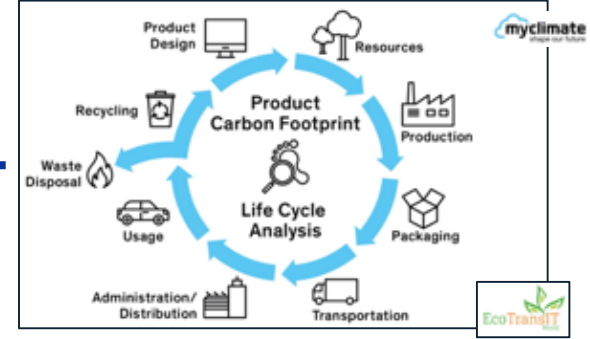 Product
Design
Resources
myclimate
shape our future
Recycling
Product
Carbon Footprint
Production
Waste
Disposal
Life Cycle
Analysis
Usage
Packaging
Administration/
Distribution
Transportation
EcoTransIT